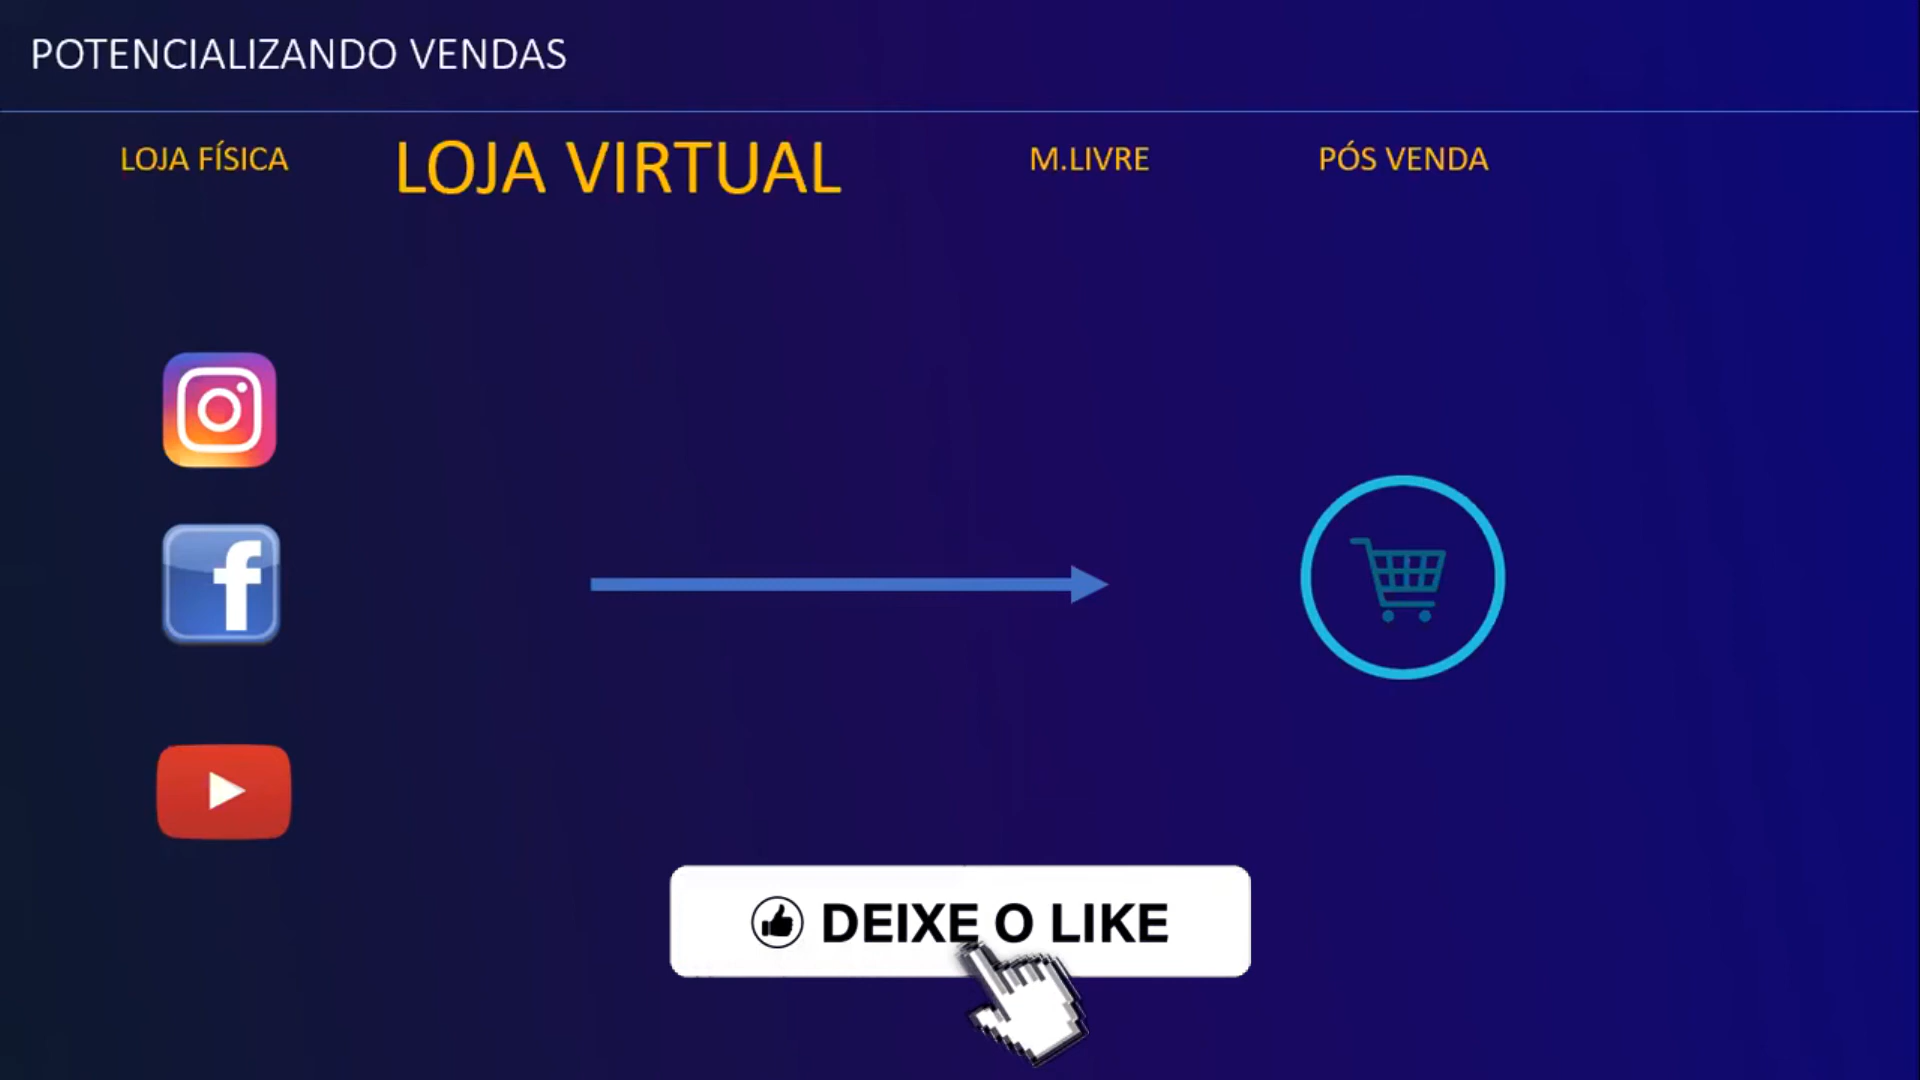 POTENCIALIZANDO VENDAS
LOJA FÍSICA
LOJA VIRTUAL
M.LIVRE
PÓS VENDA
DEIXE O LIKE